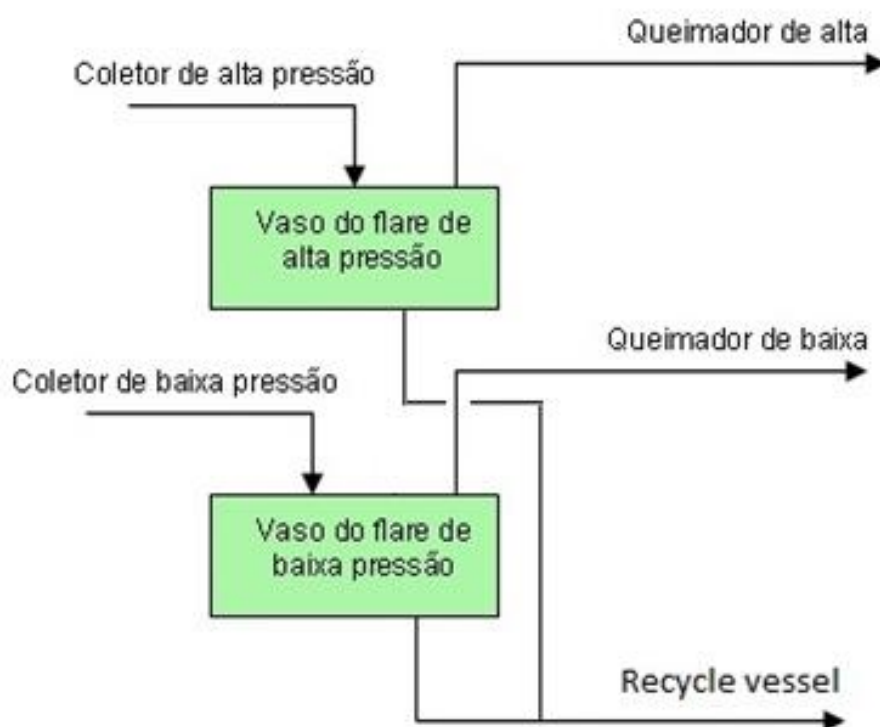 Queimador de alta
Coletor de alta pressão
Vaso do flare de
alta pressão
Queimador de baixa
Coletor de baixa pressão
Vaso do flare de
baixa pressão
Recycle vessel